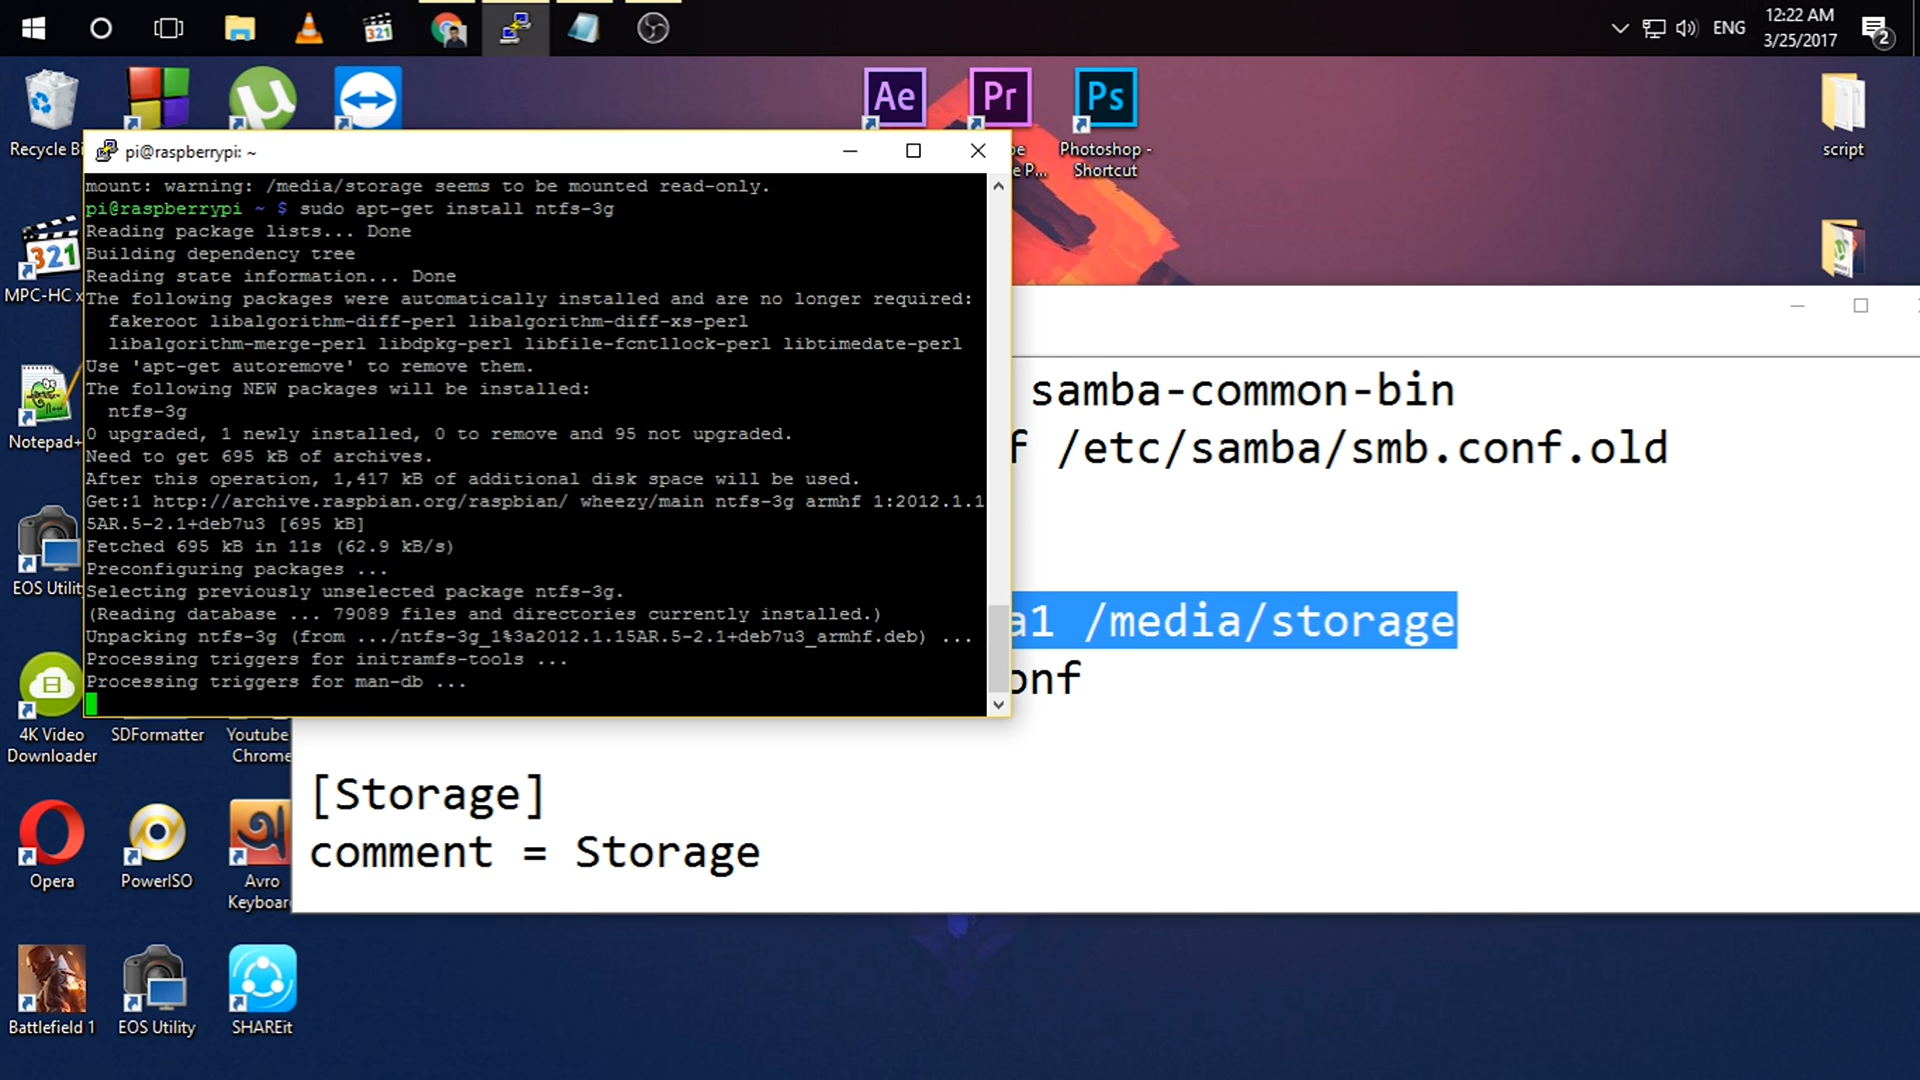 321
ENG
12:22 AM
3/25/2017
2
Recycle Bi
Ae
Pr
Ps
be
e P...
Photoshop -
Shortcut
script
pi@raspberrypi: ~
mount: warning: /media/storage seems to be mounted read-only.
pi@raspberrypi ~ $ sudo apt-get install ntfs-3g
Reading package lists... Done
Building dependency tree
Reading state information... Done
The following packages were automatically installed and are no longer required:
fakeroot libalgorithm-diff-perl libalgorithm-diff-xs-perl
libalgorithm-merge-perl libdpkg-perl libfile-fcntllock-perl libtimedate-perl
Use 'apt-get autoremove' to remove them.
The following NEW packages will be installed:
ntfs-3g
0 upgraded, 1 newly installed, 0 to remove and 95 not upgraded.
Need to get 695 kB of archives.
After this operation, 1,417 kB of additional disk space will be used.
Get:1 http://archive.raspbian.org/raspbian/ wheezy/main ntfs-3g armhf 1:2012.1.1
5AR.5-2.1+deb7u3 [695 kB]
Fetched 695 kB in 11s (62.9 kB/s)
Preconfiguring packages ...
Selecting previously unselected package ntfs-3g.
(Reading database ... 79089 files and directories currently installed.)
Unpacking ntfs-3g (from .../ntfs-3g_1%3a2012.1.15AR.5-2.1+deb7u3_armhf.deb) ...
Processing triggers for initramfs-tools ...
Processing triggers for man-db ...
321
MPC-HC x
Notepad+
EOS Utilit
4K Video
Downloader
SDFormatter
Youtube
Chrome
samba-common-bin
f /etc/samba/smb.conf.old
a1 /media/storage
onf
[Storage]
comment = Storage
Opera
PowerISO
অ
Avro
Keyboar
Battlefield 1
EOS Utility
SHAREit